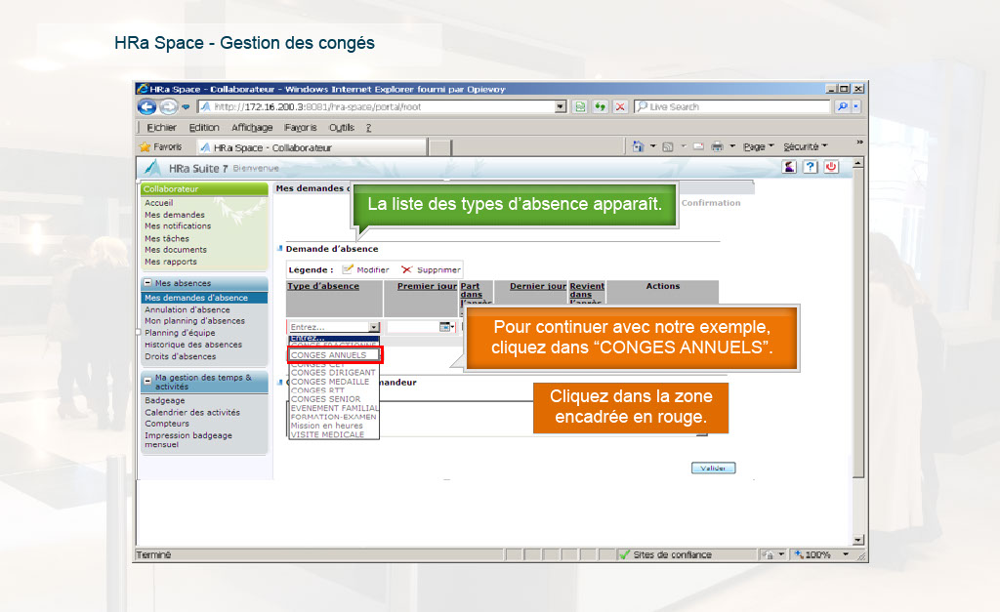 HRa Space - Gestion des congés
HRa Space - Collaborateur - Windows Internet Explorer fourni par Opievoy
http://172.16.200.3:8081/hra-space/portal/root
Live Search
Fichier Edition Affichage Favoris Outils ?
Favoris HRa Space - Collaborateur Page Sécurité »
HRa Suite 7 Bienvenue
Collaborateur
Accueil
Mes demandes
Mes notifications
Mes tâches
Mes documents
Mes rapports
Mes absences
Mes demandes d'absence
Annulation d'absence
Mon planning d'absences
Planning d'équipe
Historique des absences
Droits d'absences
Ma gestion des temps &
activités
Badgeage
Calendrier des activités
Compteurs
Impression badgeage
mensuel
Mes demandes
La liste des types d'absence apparaît.
Confirmation
Demande d'absence
Légende : Modifier Supprimer
Type d'absence Premier jour Part dans l'après Dernier jour Revient dans l'après Actions
Entrez...
Entrez...
CONGES FRACTIONNE
CONGES ANNUELS
CONGES CET
CONGES DIRIGEANT
CONGES MEDAILLE
CONGES RTT
CONGES SENIOR
EVENEMENT FAMILIAL
FORMATION-EXAMEN
Mission en heures
VISITE MEDICALE
Pour continuer avec notre exemple,
cliquez dans “CONGES ANNUELS”.
mandeur
Cliquez dans la zone
encadrée en rouge.
Valider
Terminé Sites de confiance 100%